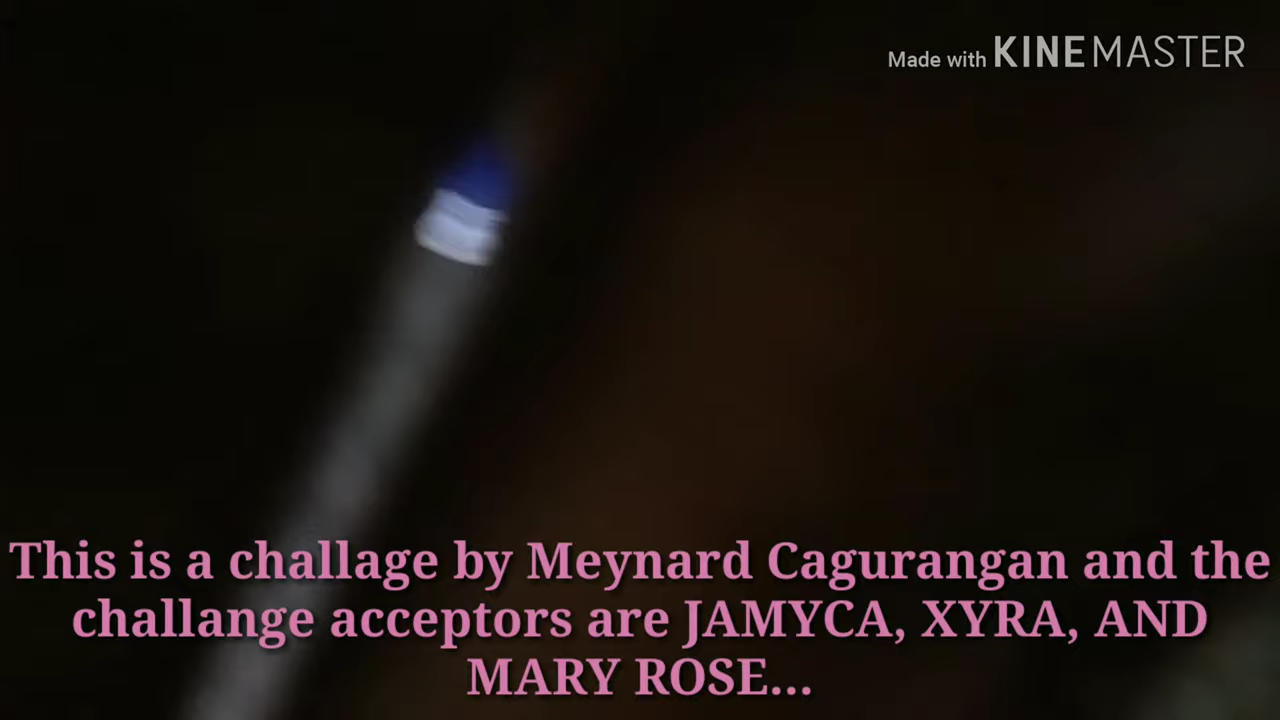 Made with KINEMASTER
This is a challage by Meynard Cagurangan and the
challange acceptors are JAMYCA, XYRA, AND
MARY ROSE...